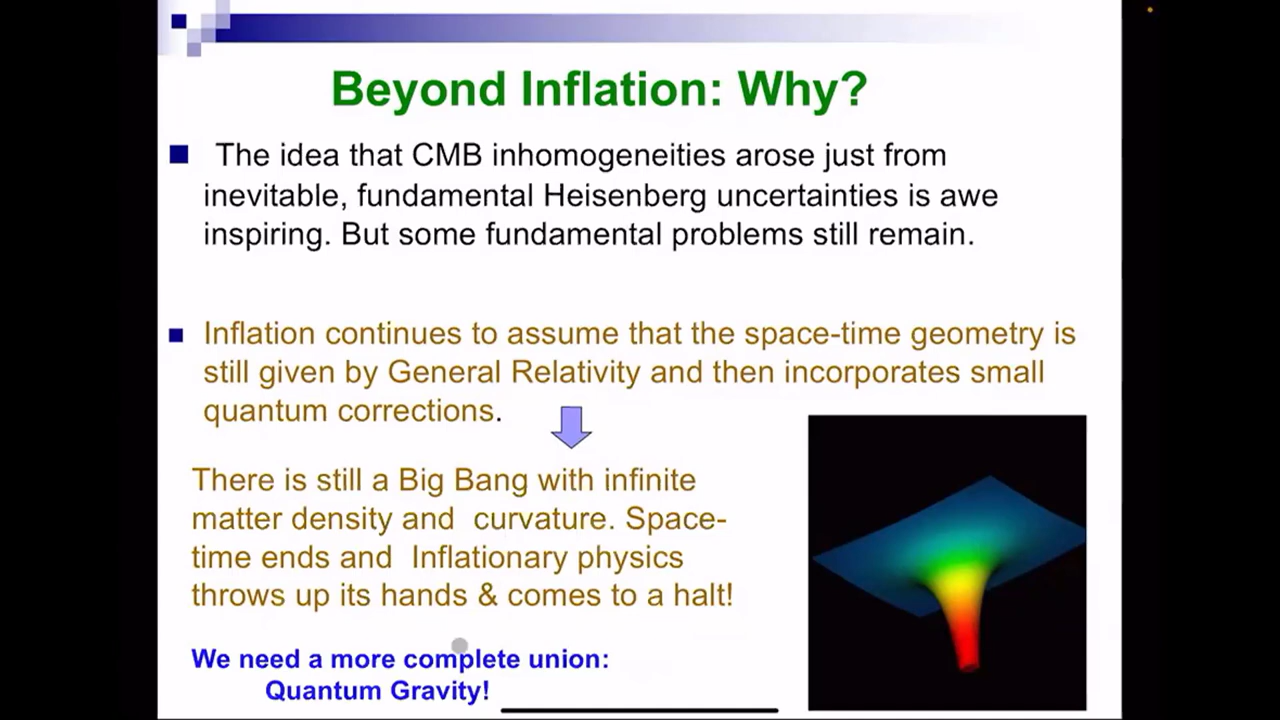 Beyond Inflation: Why?
The idea that CMB inhomogeneities arose just from
inevitable, fundamental Heisenberg uncertainties is awe
inspiring. But some fundamental problems still remain.
Inflation continues to assume that the space-time geometry is
still given by General Relativity and then incorporates small
quantum corrections.
There is still a Big Bang with infinite
matter density and curvature. Space-
time ends and Inflationary physics
throws up its hands & comes to a halt!
We need a more complete union:
Quantum Gravity!